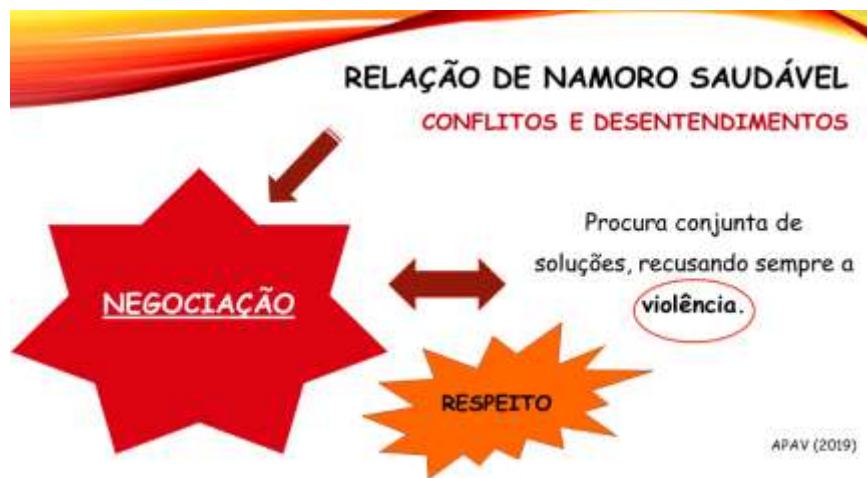 RELAÇÃO DE NAMORO SAUDÁVEL
CONFLITOS E DESENTENDIMENTOS
NEGOCIAÇÃO
Procura conjunta de
soluções, recusando sempre a
violência.
RESPEITO
APAV (2019)